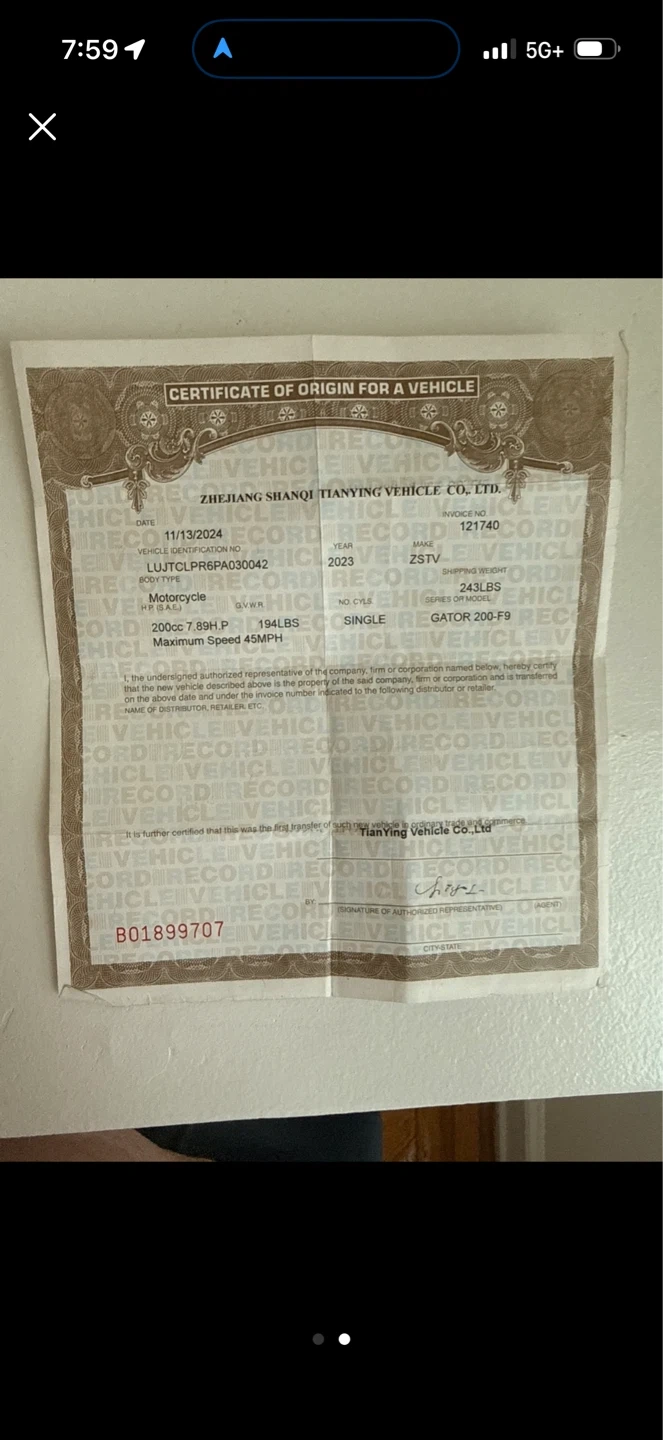 7:59
5G+
CERTIFICATE OF ORIGIN FOR A VEHICLE
ZHEJIANG SHANQI TIANYING VEHICLE CO,. LTD.
DATE
INVOICE NO.
11/13/2024
121740
VEHICLE IDENTIFICATION NO.
YEAR
MAKE
LUJTCLPR6PA030042
2023
ZSTV
BODY TYPE
SHIPPING WEIGHT
Motorcycle
243LBS
H.P. (S.A.E.)
G.V.W.R.
NO. CYLS.
SERIES OR MODEL
200cc 7.89H.P
194LBS
SINGLE
GATOR 200-F9
Maximum Speed 45MPH
I, the undersigned authorized representative of the company, firm or corporation named below, hereby certify
that the new vehicle described above is the property of the said company, firm or corporation and is transferred
on the above date and under the invoice number indicated to the following distributor or retailer.
NAME OF DISTRIBUTOR, RETAILER, ETC.
It is further certified that this was the first transfer of such new vehicle in ordinary trade and commerce.
TianYing Vehicle Co.,Ltd
BY:
(SIGNATURE OF AUTHORIZED REPRESENTATIVE)
(AGENT)
B01899707
CITY-STATE